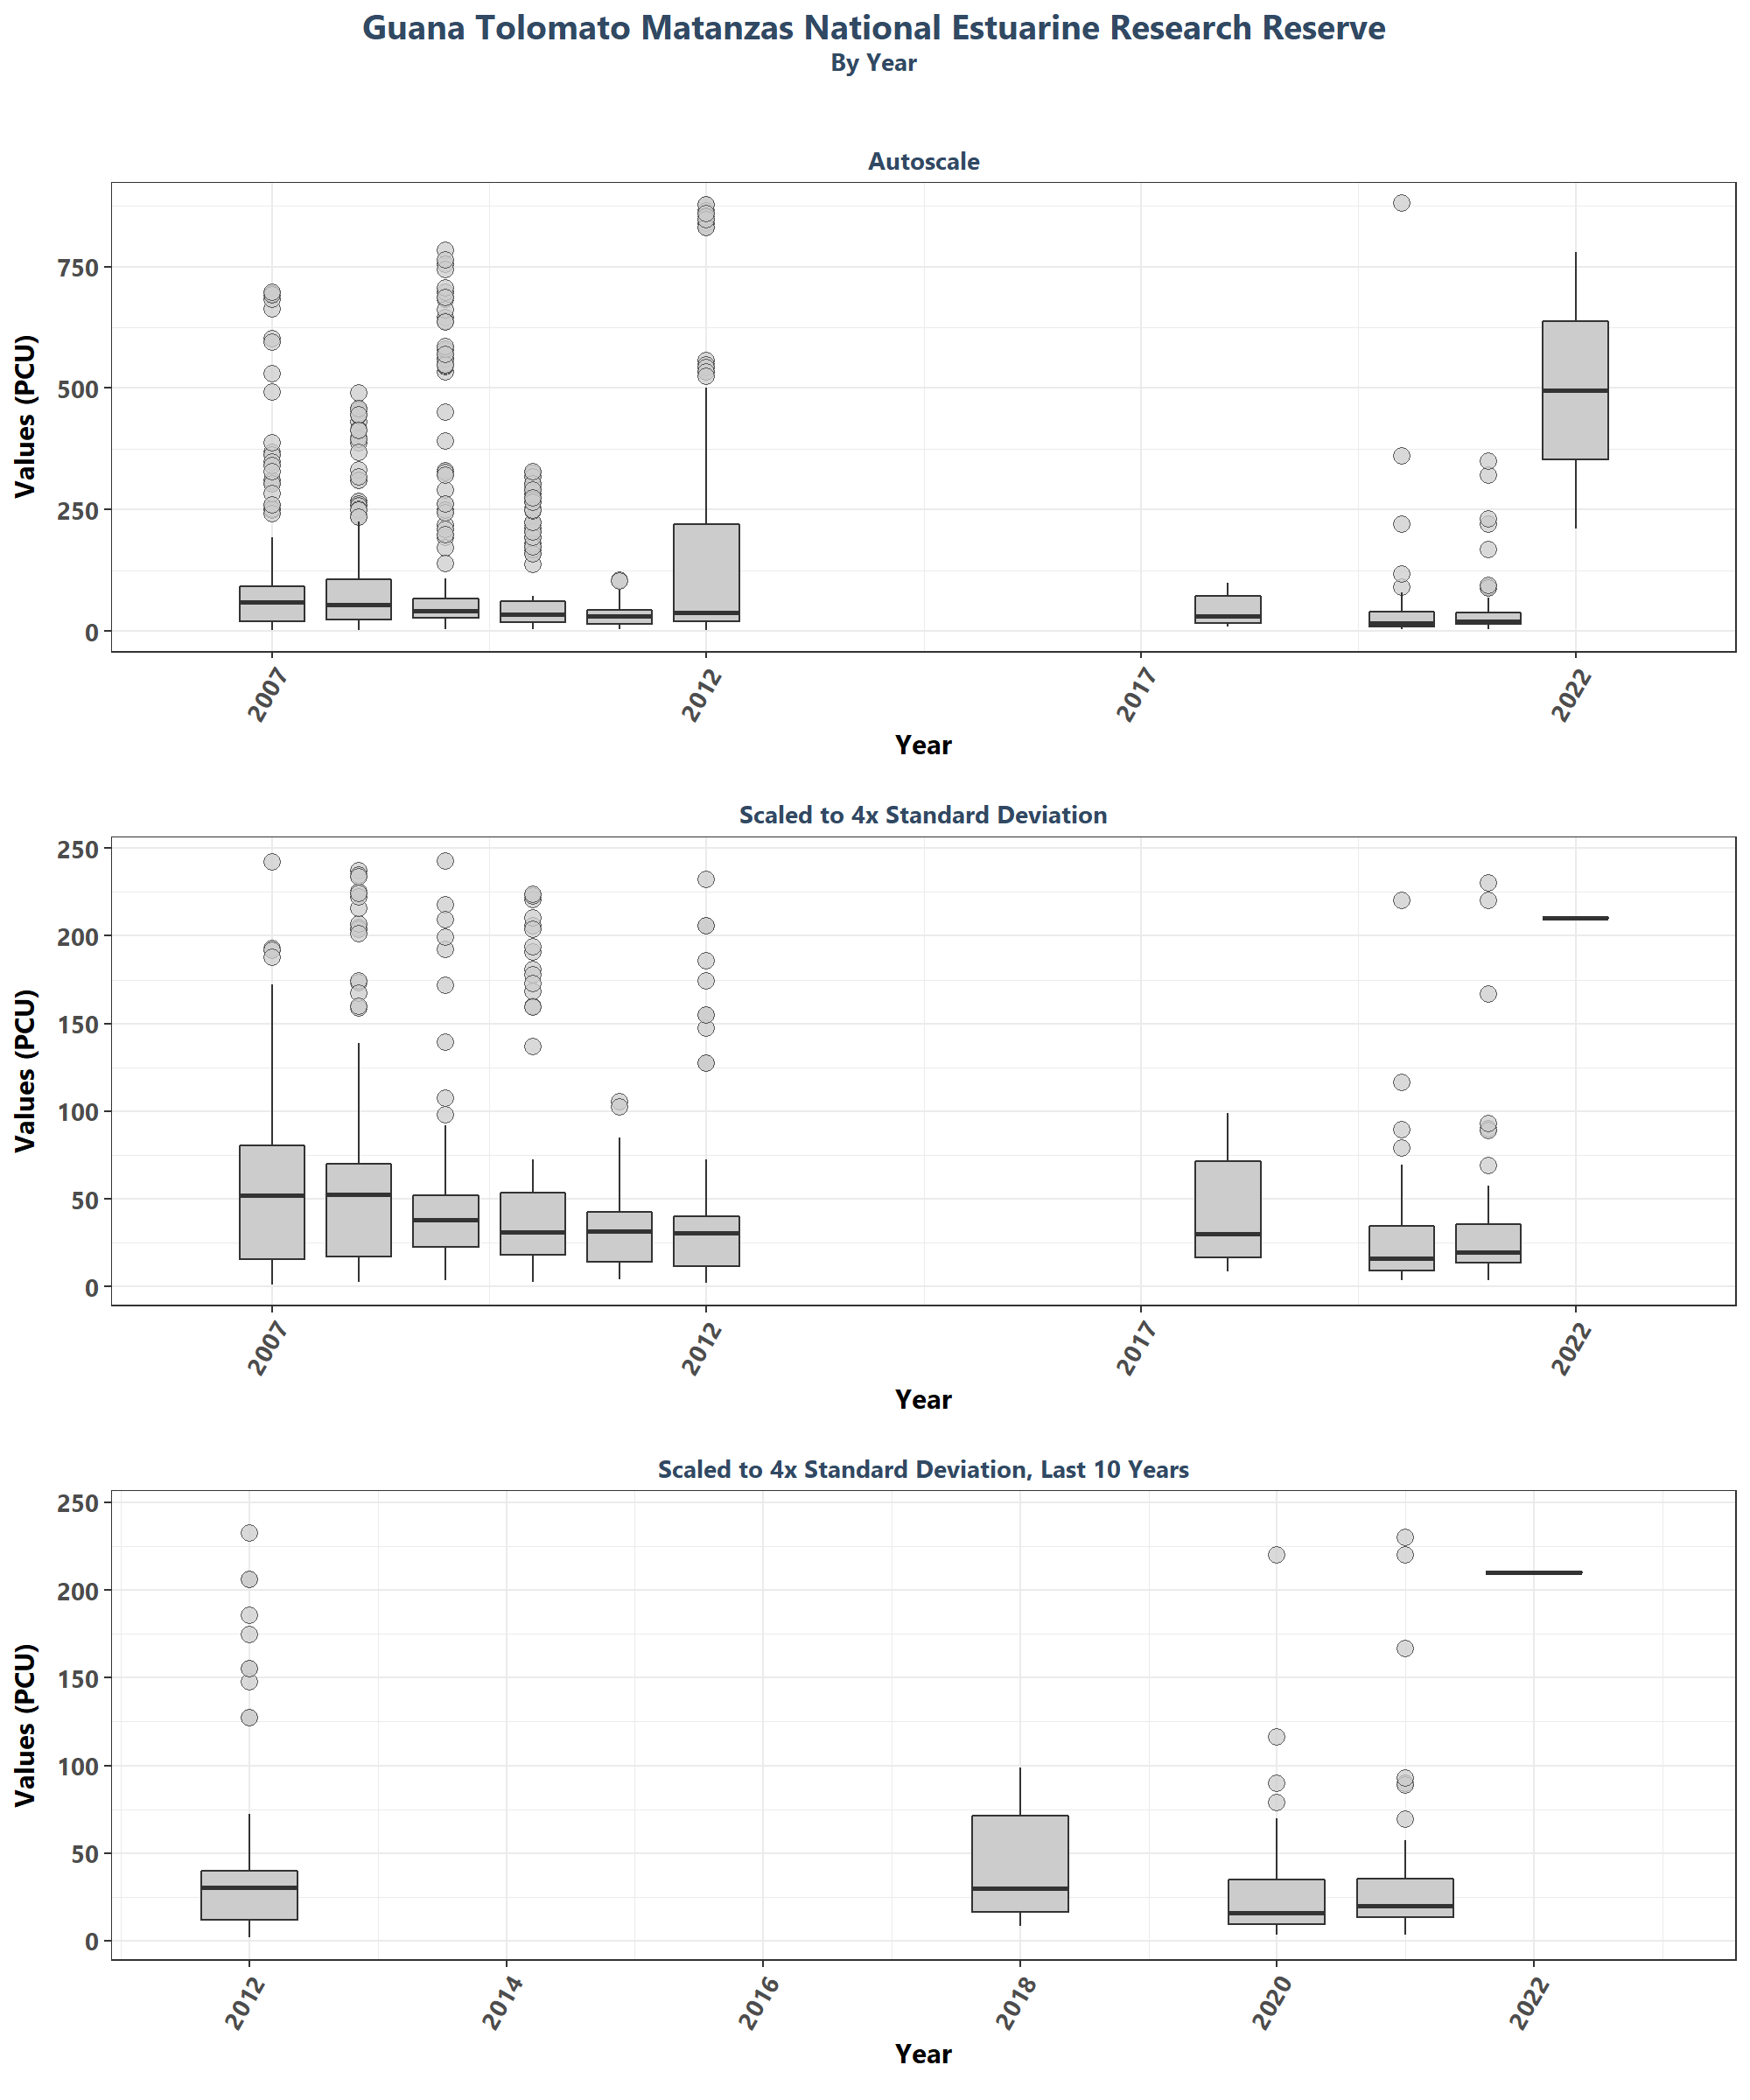 Guana Tolomato Matanzas National Estuarine Research Reserve
By Year
Autoscale
Values (PCU)
750
500
250
0
2007
2012
2017
2022
Year
Scaled to 4x Standard Deviation
Values (PCU)
250
200
150
100
50
0
2007
2012
2017
2022
Year
Scaled to 4x Standard Deviation, Last 10 Years
Values (PCU)
250
200
150
100
50
0
2012
2014
2016
2018
2020
2022
Year